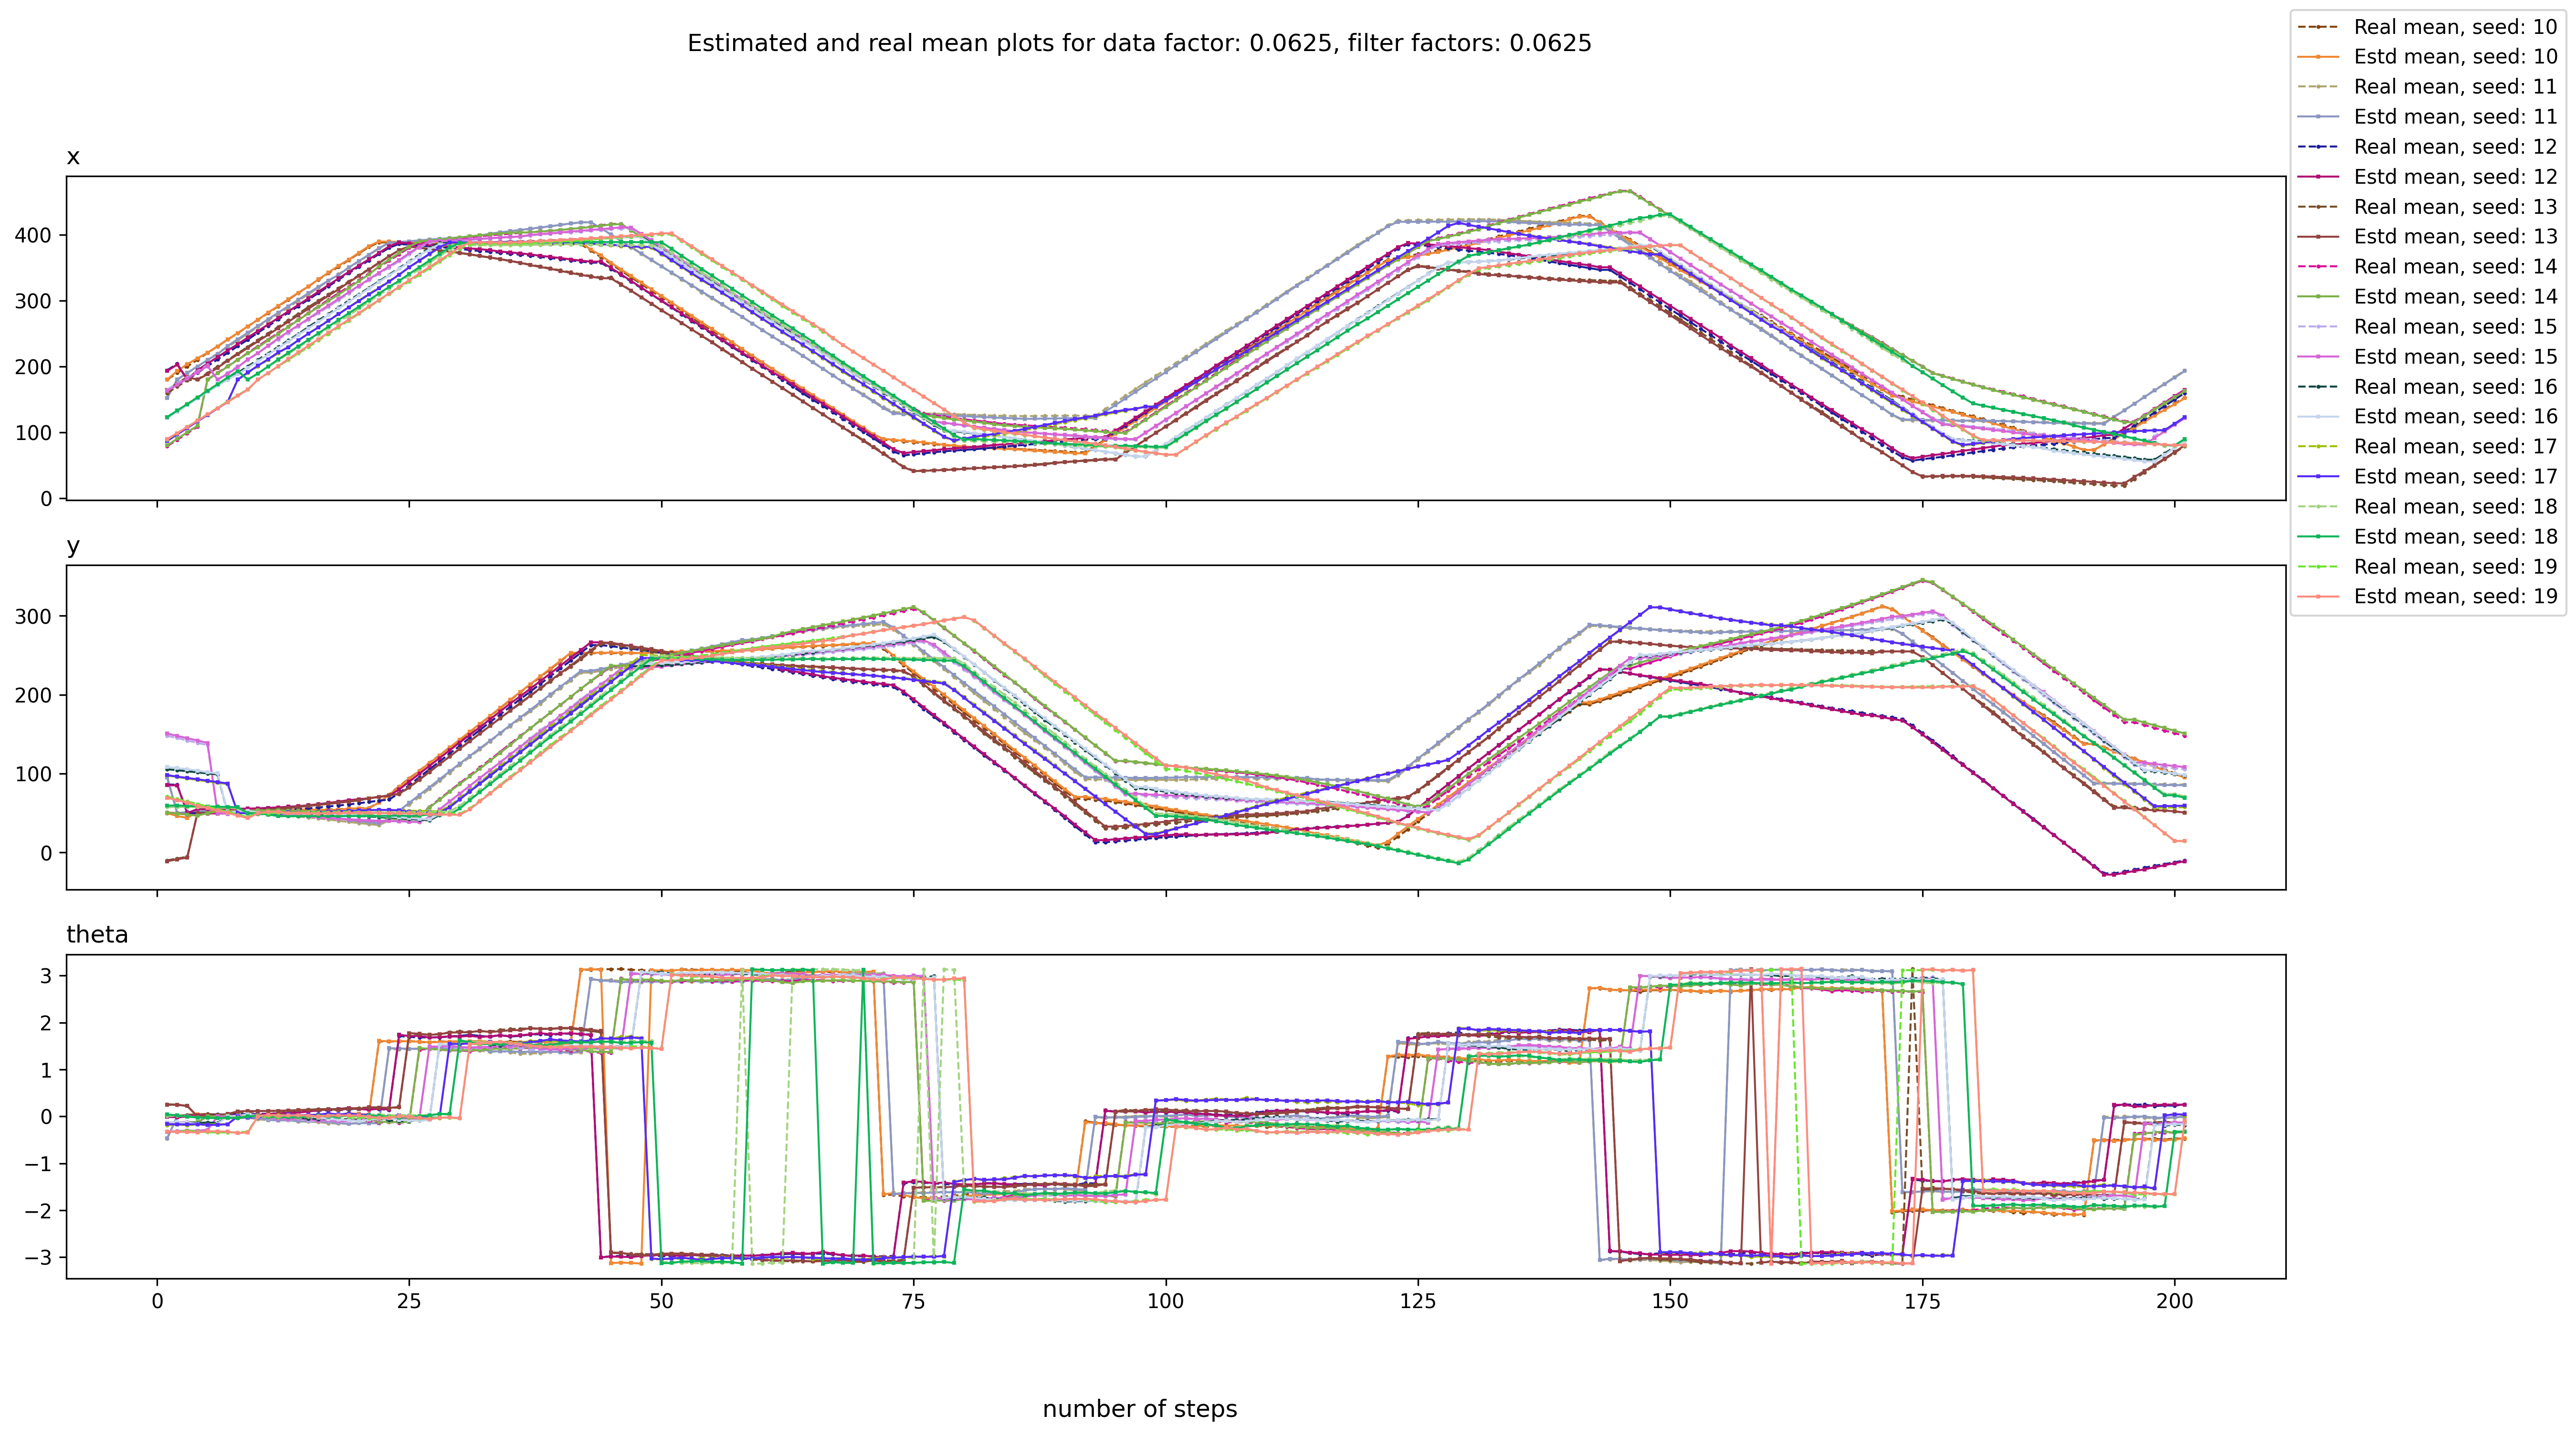 Estimated and real mean plots for data factor: 0.0625, filter factors: 0.0625
Real mean, seed: 10
Estd mean, seed: 10
Real mean, seed: 11
Estd mean, seed: 11
Real mean, seed: 12
Estd mean, seed: 12
Real mean, seed: 13
Estd mean, seed: 13
Real mean, seed: 14
Estd mean, seed: 14
Real mean, seed: 15
Estd mean, seed: 15
Real mean, seed: 16
Estd mean, seed: 16
Real mean, seed: 17
Estd mean, seed: 17
Real mean, seed: 18
Estd mean, seed: 18
Real mean, seed: 19
Estd mean, seed: 19
x
400
300
200
100
0
y
300
200
100
0
theta
3
2
1
0
−1
−2
−3
0 25 50 75 100 125 150 175 200
number of steps